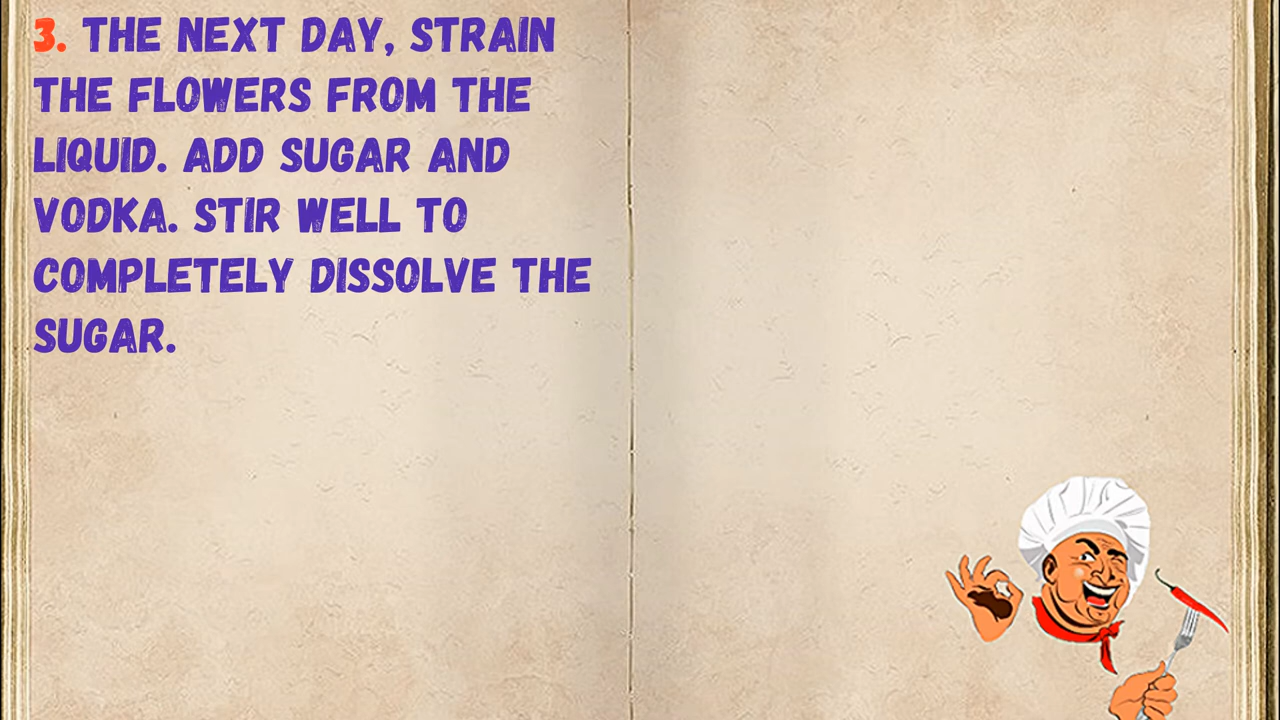 3. THE NEXT DAY, STRAIN
THE FLOWERS FROM THE
LIQUID. ADD SUGAR AND
VODKA. STIR WELL TO
COMPLETELY DISSOLVE THE
SUGAR.